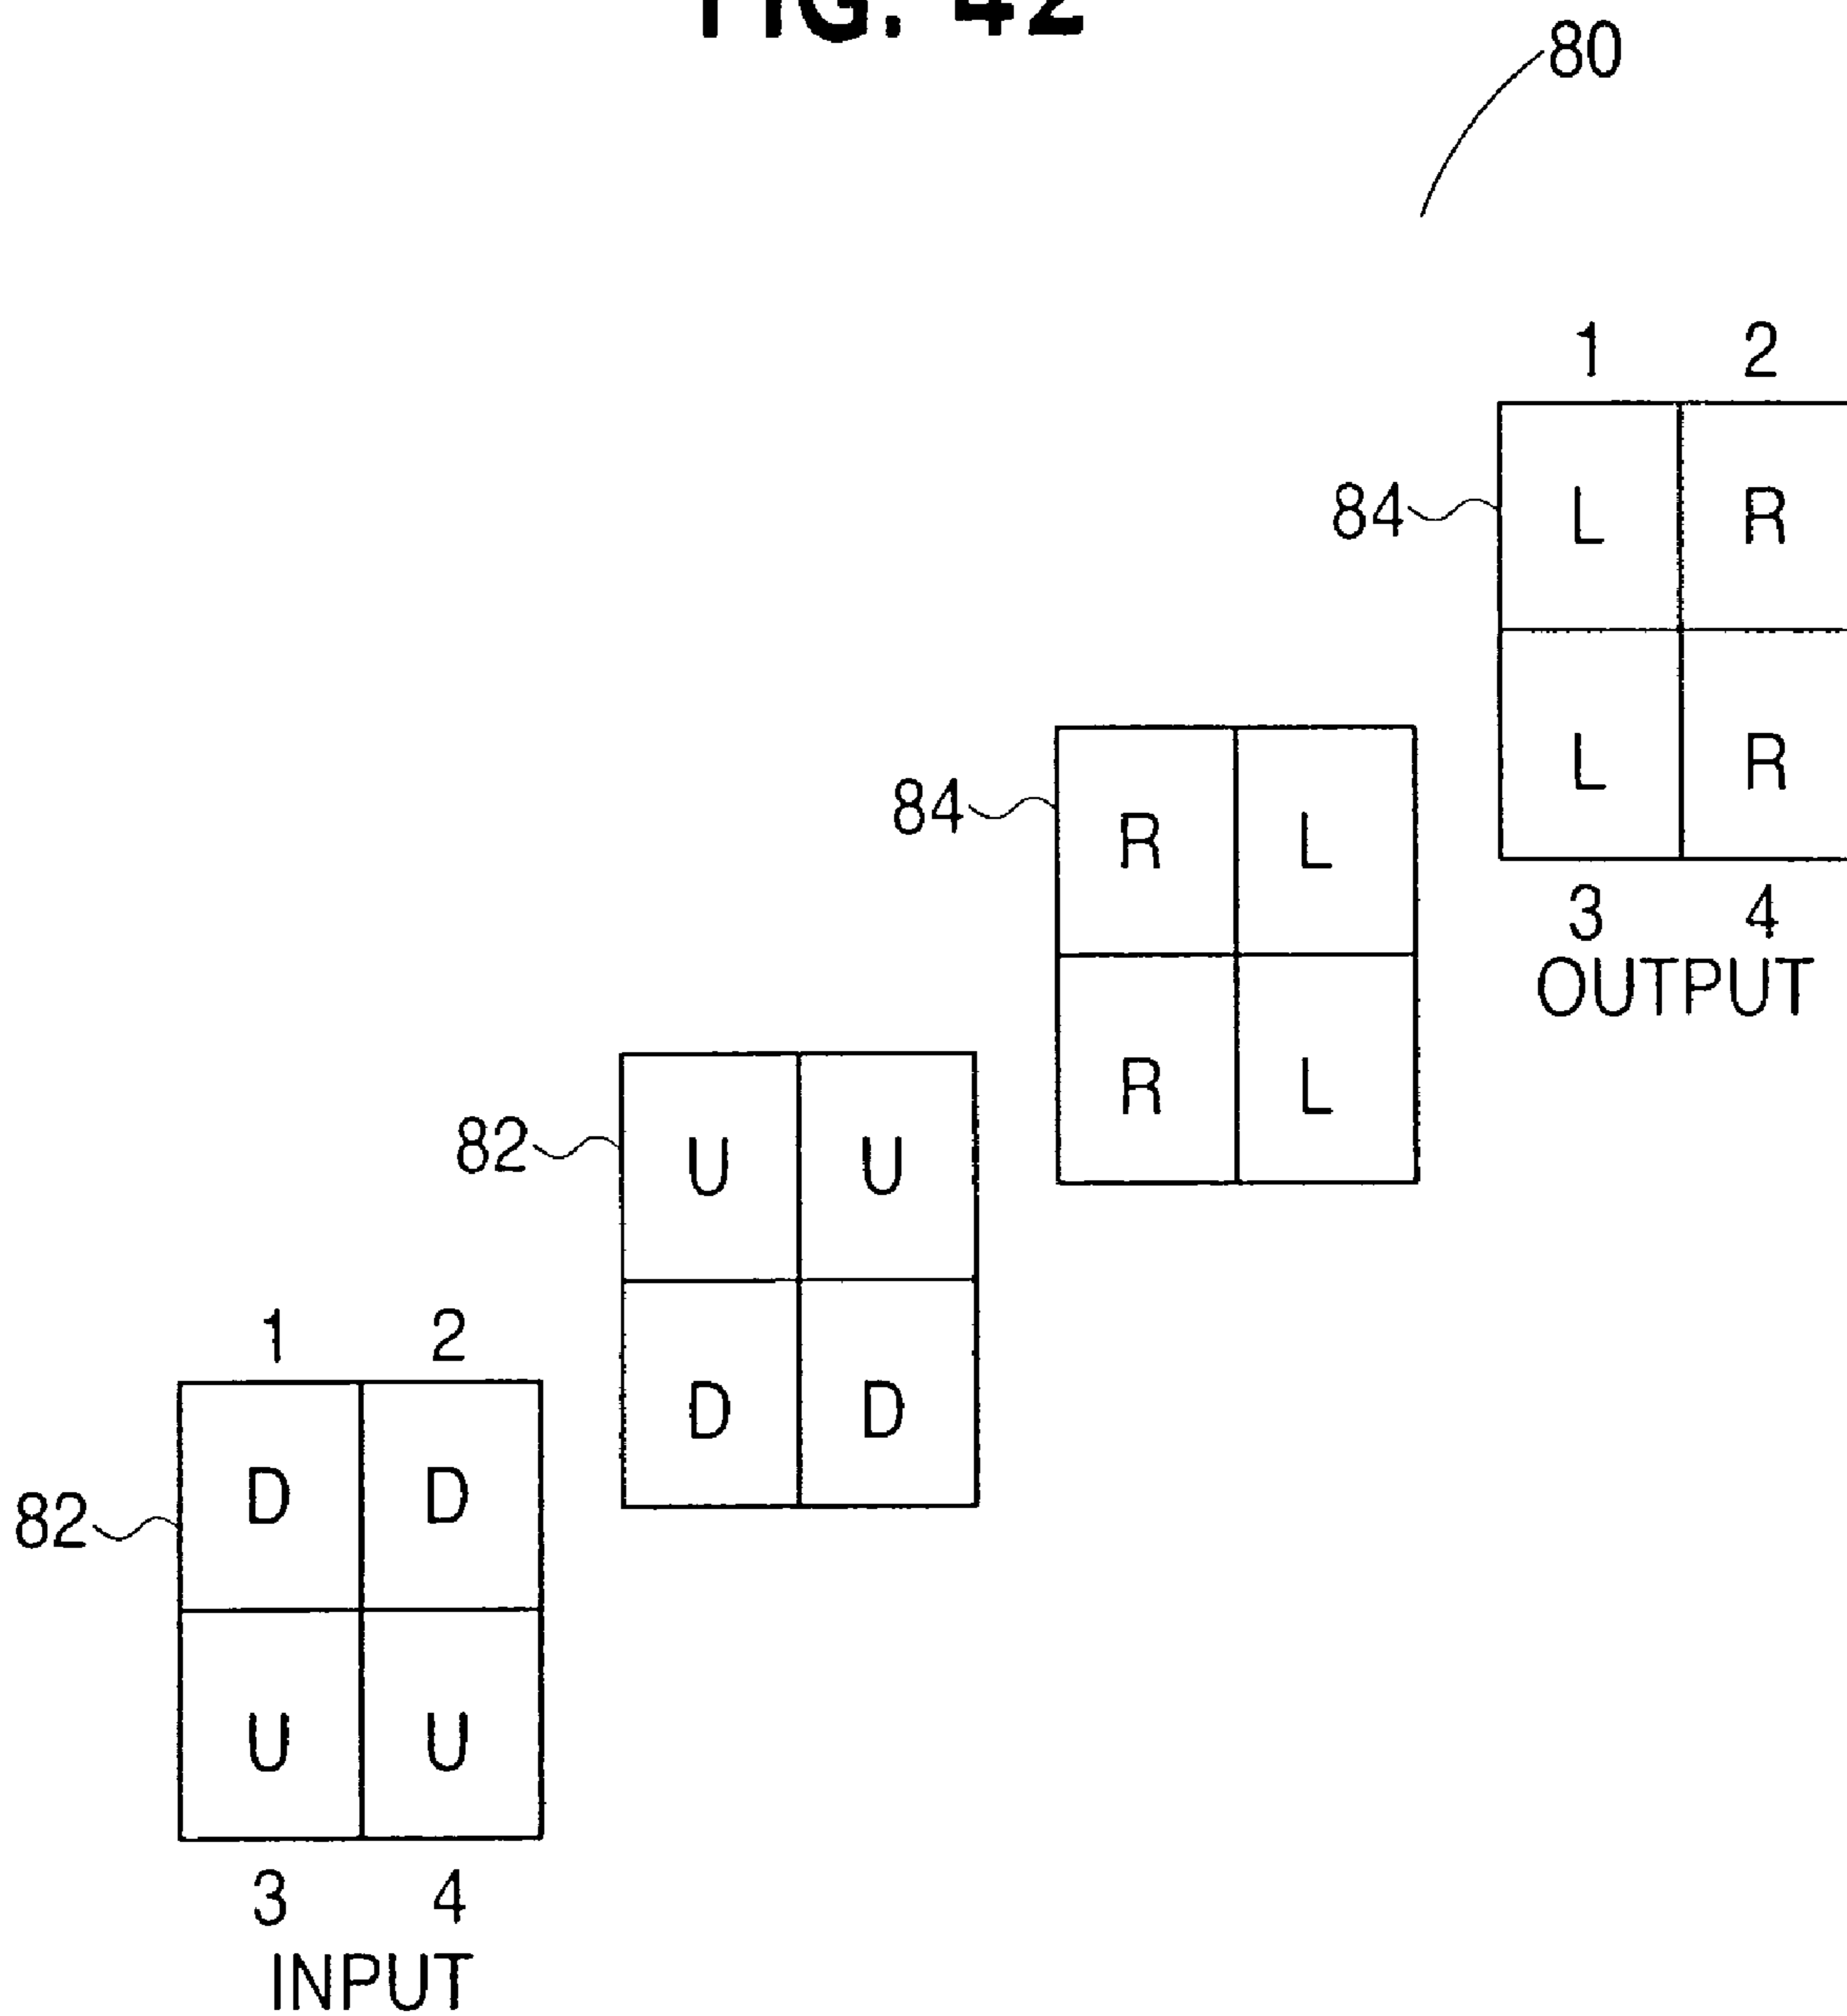 FIG. 42
80
1 2
84 L R
L R
3 4
OUTPUT
84 R L
R L
82 U U
D D
1 2
82 D D
U U
3 4
INPUT